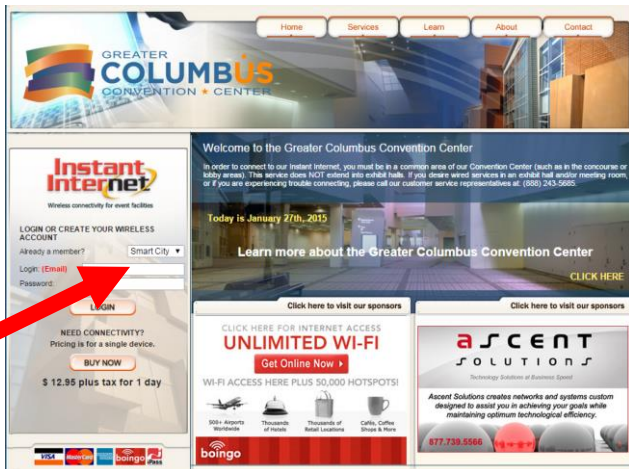 Home Services Learn About Contact
GREATER
COLUMBUS
CONVENTION ★ CENTER
Instant
Internet
Wireless connectivity for event facilities
LOGIN OR CREATE YOUR WIRELESS
ACCOUNT
Already a member? Smart City ▼
Login: (Email)
Password:
LOGIN
NEED CONNECTIVITY?
Pricing is for a single device.
BUY NOW
$ 12.95 plus tax for 1 day
VISA MasterCard boingo iPass
Welcome to the Greater Columbus Convention Center
In order to connect to our Instant Internet, you must be in a common area of our Convention Center (such as in the concourse or
lobby areas). This service does NOT extend into exhibit halls. If you desire wired services in an exhibit hall and/or meeting room,
or if you are experiencing trouble connecting, please call our customer service representatives at: (888) 243-5685.
Today is January 27th, 2015
Learn more about the Greater Columbus Convention Center
CLICK HERE
Click here to visit our sponsors
CLICK HERE FOR INTERNET ACCESS
UNLIMITED WI-FI
Get Online Now
WI-FI ACCESS HERE PLUS 50,000 HOTSPOTS!
500+ Airports
Worldwide
Thousands
of Hotels
Thousands of
Retail Locations
Cafés, Coffee
Shops & More
boingo
Click here to visit our sponsors
ascent
SOLUTIONS
Technology Solutions at Business Speed
Ascent Solutions creates networks and systems custom
designed to assist you in achieving your goals while
maintaining optimum technological efficiency.
877.739.5566